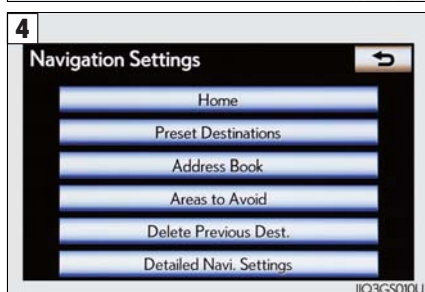 4
Navigation Settings
Home
Preset Destinations
Address Book
Areas to Avoid
Delete Previous Dest.
Detailed Navi. Settings
IIO3GS010U